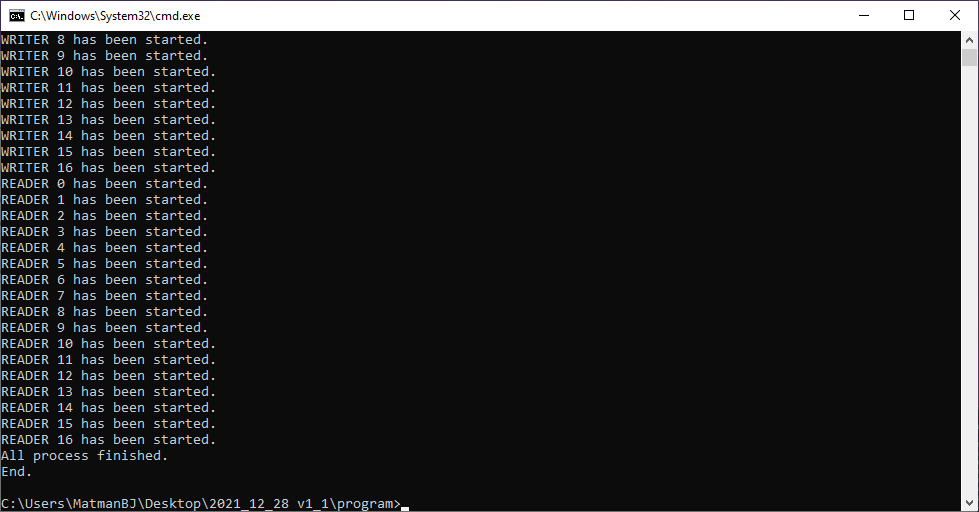 C:\Windows\System32\cmd.exe
WRITER 8 has been started.
WRITER 9 has been started.
WRITER 10 has been started.
WRITER 11 has been started.
WRITER 12 has been started.
WRITER 13 has been started.
WRITER 14 has been started.
WRITER 15 has been started.
WRITER 16 has been started.
READER 0 has been started.
READER 1 has been started.
READER 2 has been started.
READER 3 has been started.
READER 4 has been started.
READER 5 has been started.
READER 6 has been started.
READER 7 has been started.
READER 8 has been started.
READER 9 has been started.
READER 10 has been started.
READER 11 has been started.
READER 12 has been started.
READER 13 has been started.
READER 14 has been started.
READER 15 has been started.
READER 16 has been started.
All process finished.
End.
C:\Users\MatmanBJ\Desktop\2021_12_28 v1_1\program>